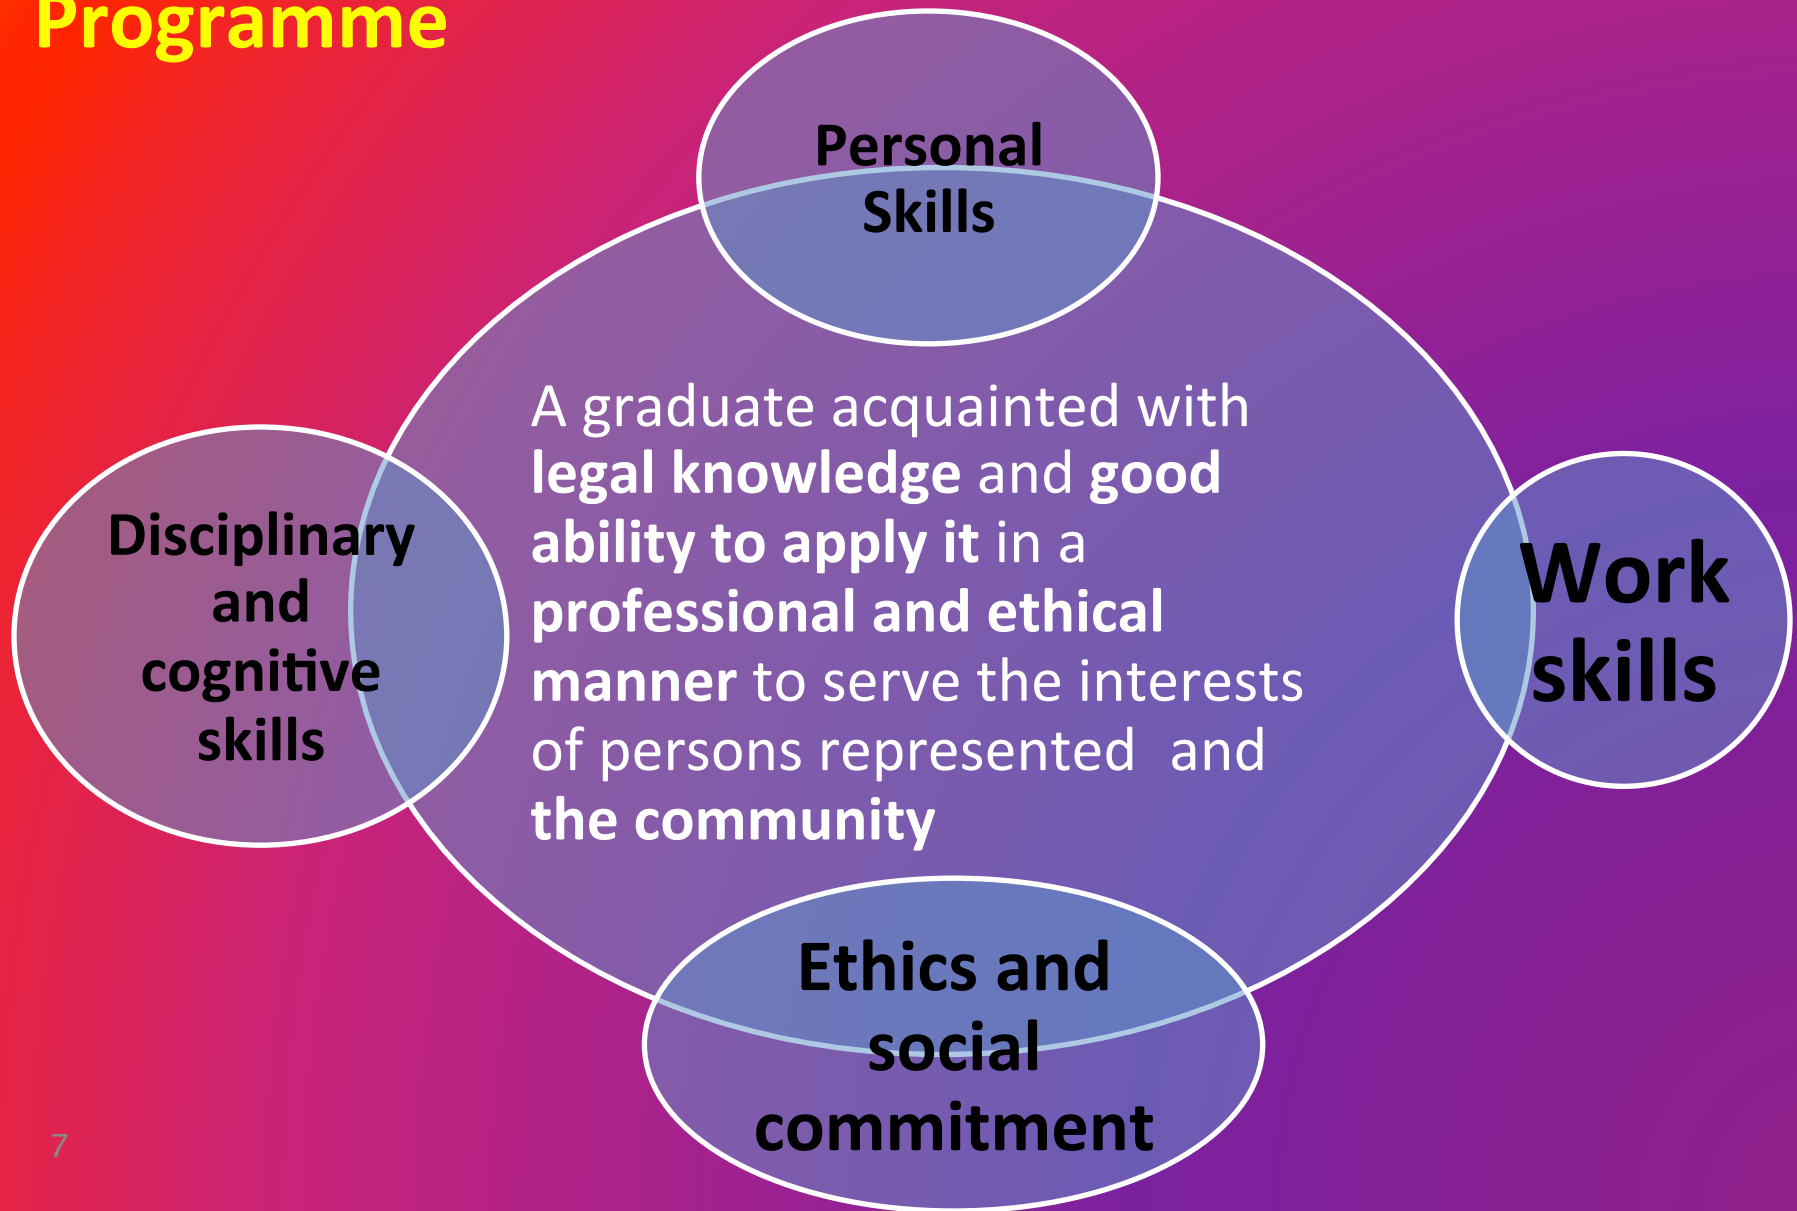 Programme
Personal
Skills
A graduate acquainted with
legal knowledge and good
ability to apply it in a
professional and ethical
manner to serve the interests
of persons represented and
the community
Disciplinary
and
cognitive
skills
Work
skills
Ethics and
social
commitment
7